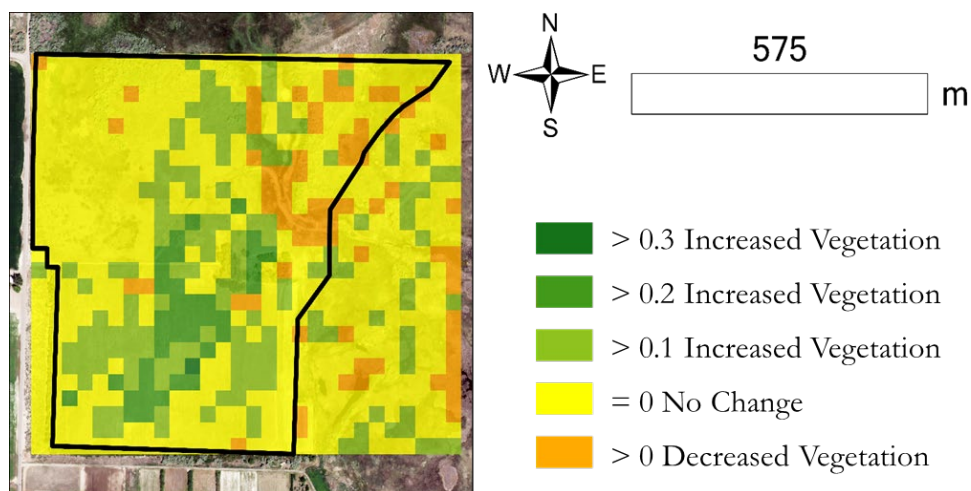 N
W E
S
575
m
> 0.3 Increased Vegetation
> 0.2 Increased Vegetation
> 0.1 Increased Vegetation
= 0 No Change
> 0 Decreased Vegetation